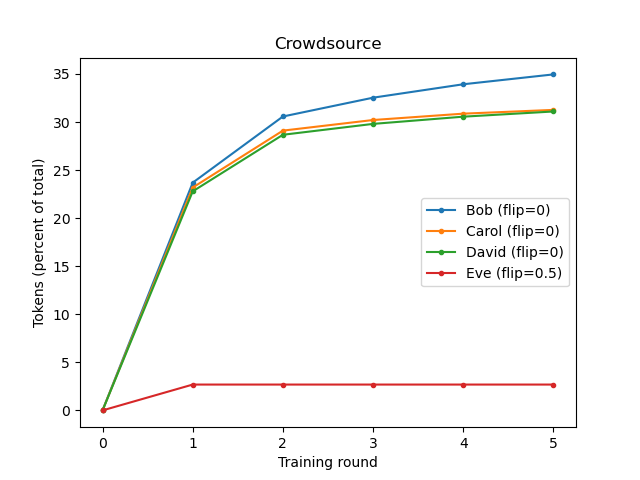 Crowdsource
Tokens (percent of total)
35
30
25
20
15
10
5
0
Bob (flip=0)
Carol (flip=0)
David (flip=0)
Eve (flip=0.5)
0 1 2 3 4 5
Training round